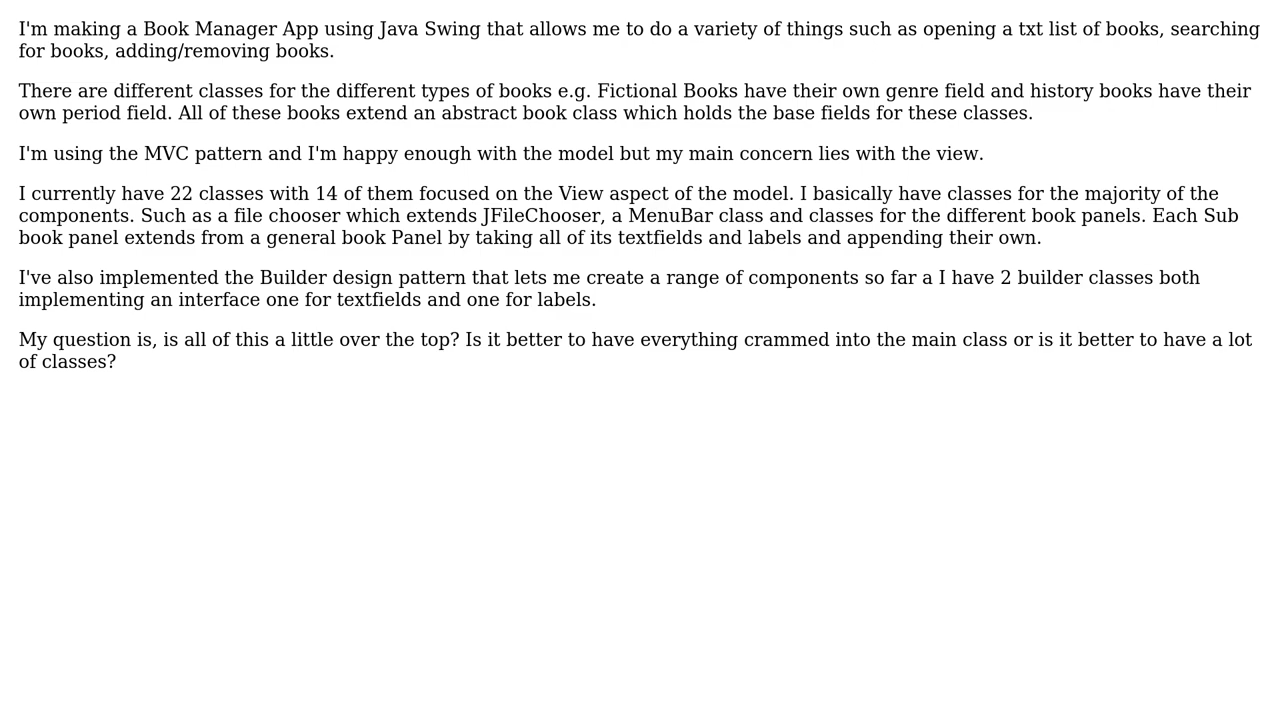 I'm making a Book Manager App using Java Swing that allows me to do a variety of things such as opening a txt list of books, searching
for books, adding/removing books.
There are different classes for the different types of books e.g. Fictional Books have their own genre field and history books have their
own period field. All of these books extend an abstract book class which holds the base fields for these classes.
I'm using the MVC pattern and I'm happy enough with the model but my main concern lies with the view.
I currently have 22 classes with 14 of them focused on the View aspect of the model. I basically have classes for the majority of the
components. Such as a file chooser which extends JFileChooser, a MenuBar class and classes for the different book panels. Each Sub
book panel extends from a general book Panel by taking all of its textfields and labels and appending their own.
I've also implemented the Builder design pattern that lets me create a range of components so far a I have 2 builder classes both
implementing an interface one for textfields and one for labels.
My question is, is all of this a little over the top? Is it better to have everything crammed into the main class or is it better to have a lot
of classes?